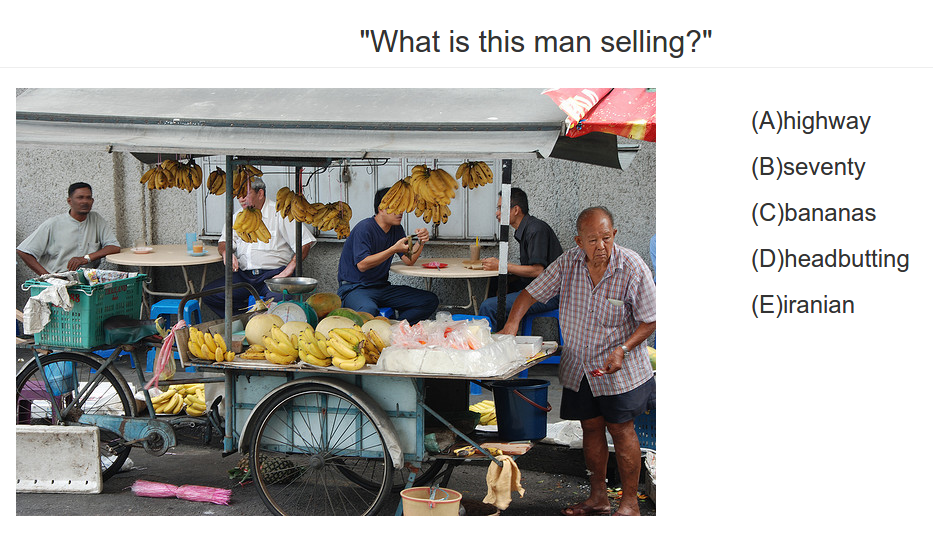 "What is this man selling?"
(A)highway
(B)seventy
(C)bananas
(D)headbutting
(E)iranian